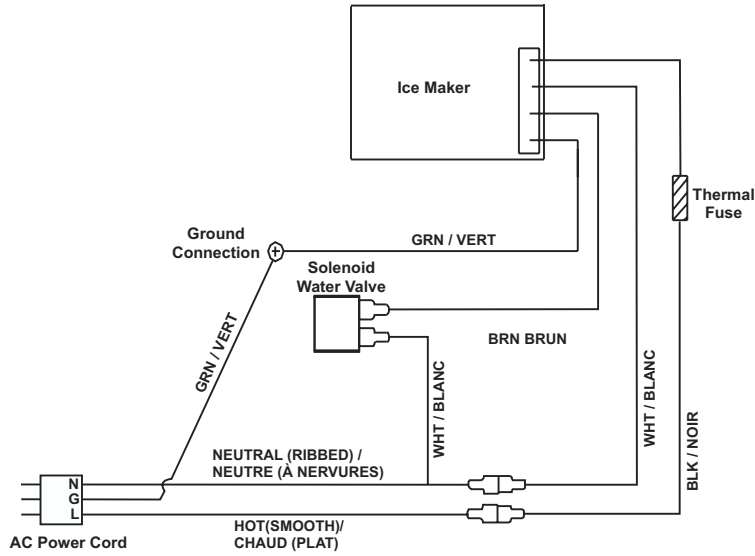 Ice Maker
Thermal
Fuse
Ground
Connection
GRN / VERT
Solenoid
Water Valve
BRN BRUN
GRN / VERT
WHT / BLANC
WHT / BLANC
BLK / NOIR
NEUTRAL (RIBBED) /
NEUTRE (À NERVURES)
N
G
L
HOT(SMOOTH)/
CHAUD (PLAT)
AC Power Cord